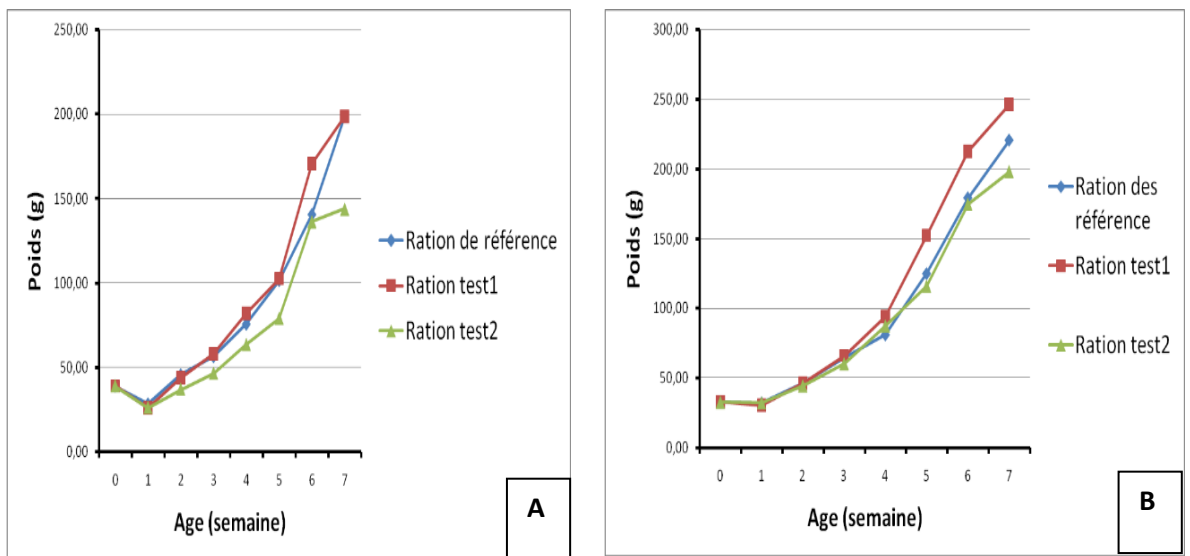 250,00
200,00
150,00
100,00
50,00
0,00
Poids (g)
0 1 2 3 4 5 6 7
Age (semaine)
Ration de référence
Ration test1
Ration test2
A
300,00
250,00
200,00
150,00
100,00
50,00
0,00
Poids (g)
0 1 2 3 4 5 6 7
Age (semaine)
Ration des
référence
Ration test1
Ration test2
B